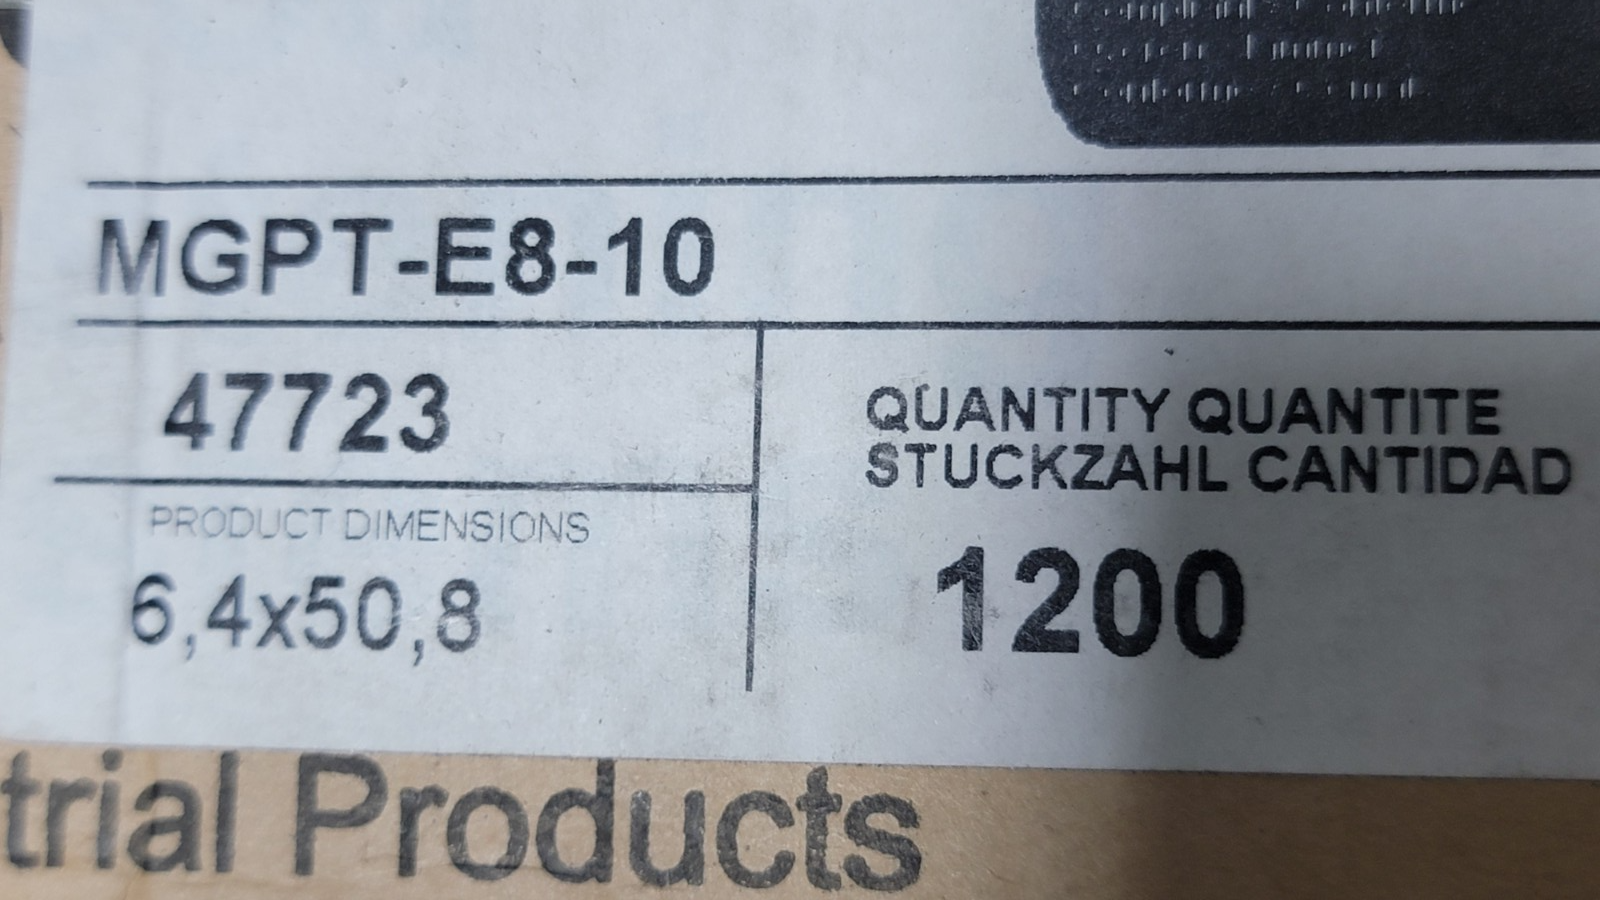 MGPT-E8-10
47723
QUANTITY QUANTITE
STUCKZAHL CANTIDAD
PRODUCT DIMENSIONS
6,4x50,8
1200
trial Products